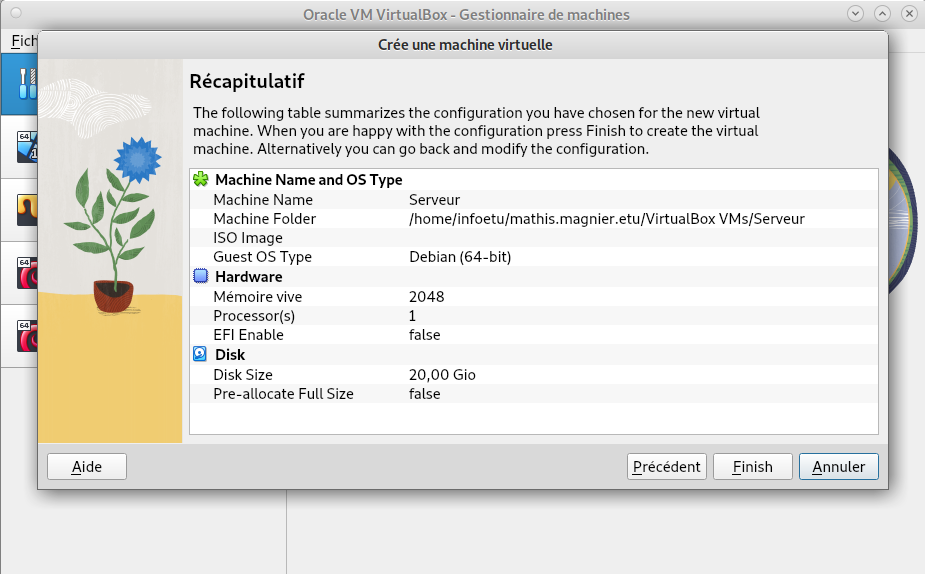 Oracle VM VirtualBox - Gestionnaire de machines
Fich
Crée une machine virtuelle
Récapitulatif
The following table summarizes the configuration you have chosen for the new virtual
machine. When you are happy with the configuration press Finish to create the virtual
machine. Alternatively you can go back and modify the configuration.
Machine Name and OS Type
Machine Name Serveur
Machine Folder /home/infoetu/mathis.magnier.etu/VirtualBox VMs/Serveur
ISO Image
Guest OS Type Debian (64-bit)
Hardware
Mémoire vive 2048
Processor(s) 1
EFI Enable false
Disk
Disk Size 20,00 Gio
Pre-allocate Full Size false
64
64
64
Aide Précédent Finish Annuler